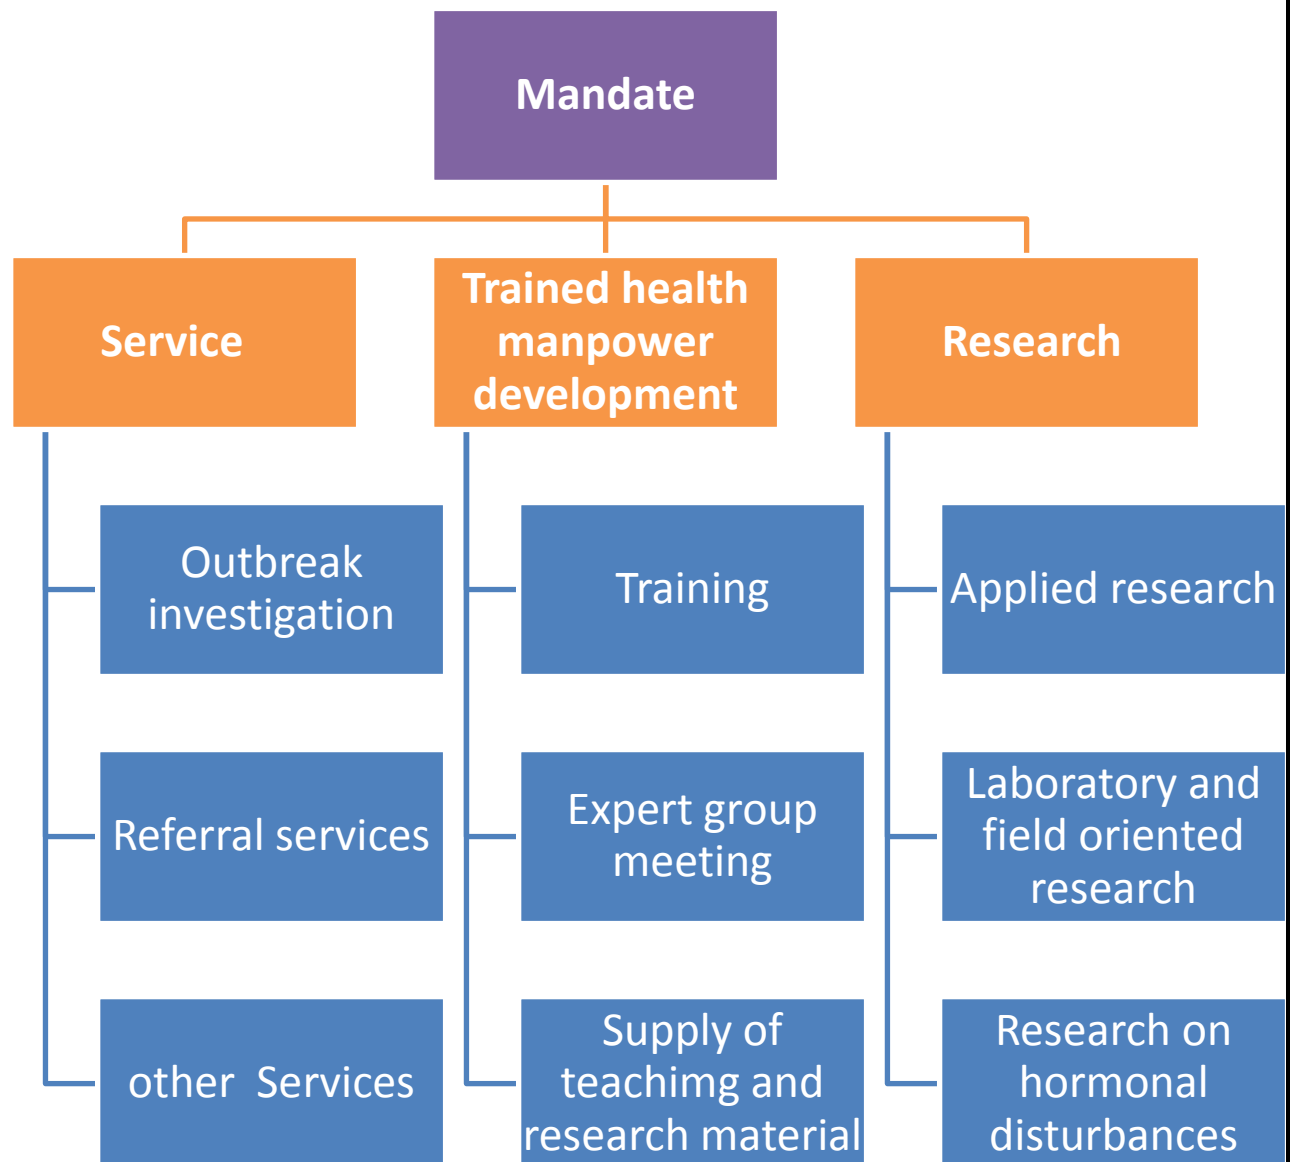 Mandate
Service
Trained health
manpower
development
Research
Outbreak
investigation
Training
Applied research
Referral services
Expert group
meeting
Laboratory and
field oriented
research
other  Services
Supply of
teachimg and
research material
Research on
hormonal
disturbances